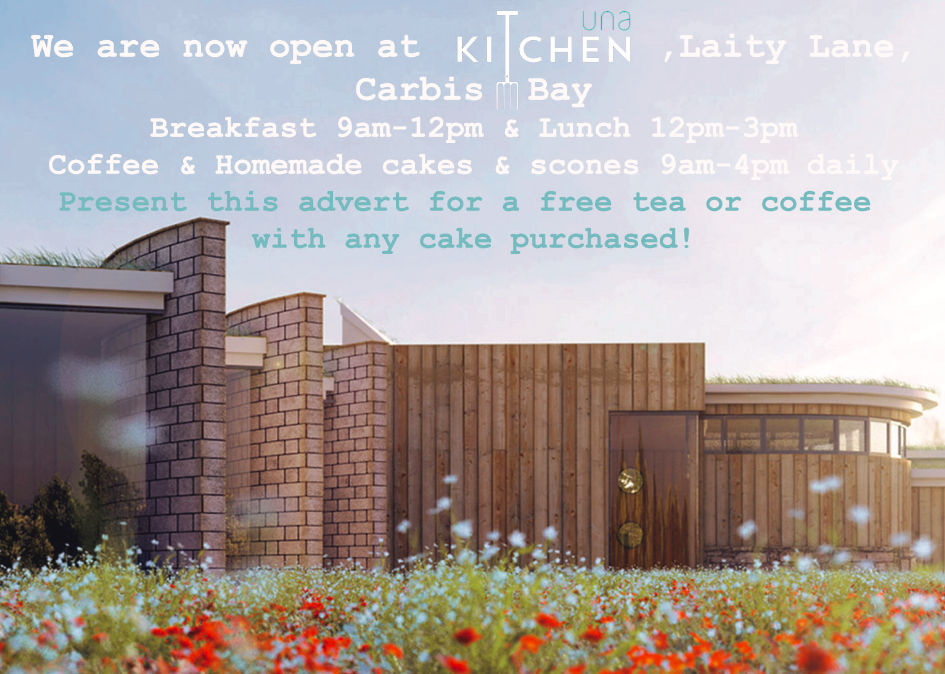 We are now open at una KITCHEN ,Laity Lane,
Carbis Bay
Breakfast 9am-12pm & Lunch 12pm-3pm
Coffee & Homemade cakes & scones 9am-4pm daily
Present this advert for a free tea or coffee
with any cake purchased!